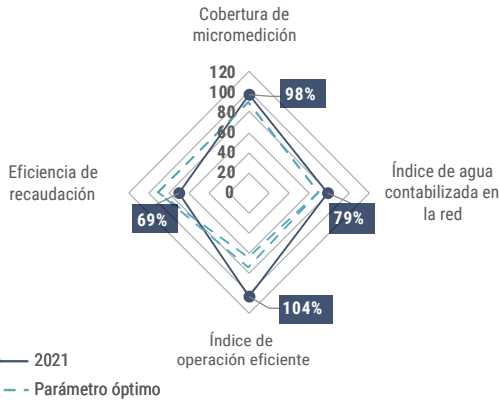 Cobertura de
micromedición
120
100
80
60
40
20
0
98%
Eficiencia de
recaudación
69%
Índice de agua
contabilizada en
la red
79%
104%
Índice de
operación eficiente
2021
Parámetro óptimo